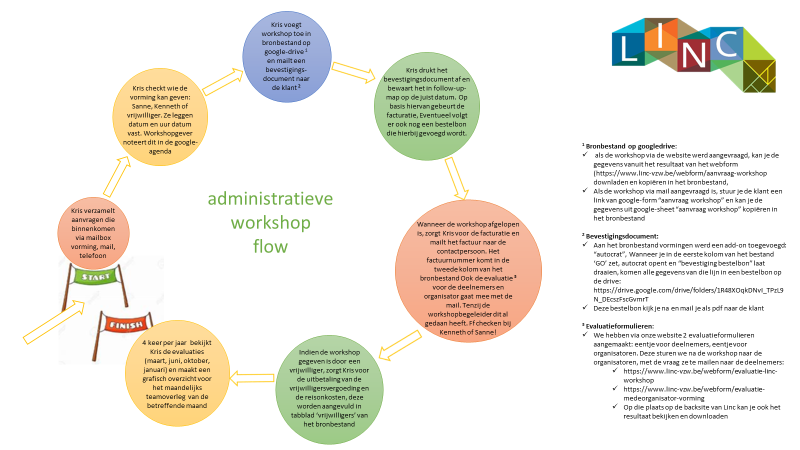 Kris voegt
workshop toe in
bronbestand op
google-drive ¹
en mailt een
bevestigings-
document naar
de klant ²
Kris drukt het
bevestigingsdocument af en
bewaart het in follow-up-
map op de juist datum. Op
basis hiervan gebeurt de
facturatie, Eventueel volgt
er ook nog een bestelbon
die hierbij gevoegd wordt.
Wanneer de workshop afgelopen
is, zorgt Kris voor de facturatie en
mailt het factuur naar de
contactpersoon. Het
factuurnummer komt in de
tweede kolom van het
bronbestand Ook de evaluatie ³
voor de deelnemers en
organisator gaat mee met de
mail. Tenzij de
workshopbegeleider dit al
gedaan heeft. Ff checken bij
Kenneth of Sanne!
Indien de workshop
gegeven is door een
vrijwilliger, zorgt Kris voor
de uitbetaling van de
vrijwilligersvergoeding en
de reisonkosten, deze
worden aangevuld in
tabblad 'vrijwilligers' van
het bronbestand
4 keer per jaar bekijkt
Kris de evaluaties
(maart, juni, oktober,
januari) en maakt een
grafisch overzicht voor
het maandelijks
teamoverleg van de
betreffende maand
START
FINISH
Kris verzamelt
aanvragen die
binnenkomen
via mailbox
vorming, mail,
telefoon
Kris checkt wie de
vorming kan geven:
Sanne, Kenneth of
vrijwilliger. Ze leggen
datum en uur datum
vast. Workshopgever
noteert dit in de google-
agenda
administratieve
workshop
flow
LINC
¹ Bronbestand op googledrive:
✓ als de workshop via de website werd aangevraagd, kan je de
gegevens vanuit het resultaat van het webform
(https://www.linc-vzw.be/webform/aanvraag-workshop
downladen en kopiëren in het bronbestand,
✓ Als de workshop via mail aangevraagd is, stuur je de klant een
link van google-form "aanvraag workshop" en kan je de
gegevens uit google-sheet "aanvraag workshop" kopiëren in
het bronbestand
² Bevestigingsdocument:
✓ Aan het bronbestand vormingen werd een add-on toegevoegd:
"autocrat", Wanneer je in de eerste kolom van het bestand
'GO' zet, autocrat opent en "bevestiging bestelbon" laat
draaien, komen alle gegevens van die lijn in een bestelbon op
de drive:
https://drive.google.com/drive/folders/1R48XOqkDNvI_TPzL9
N_DEcszFscGvmrT
✓ Deze bestelbon kijk je na en mail je als pdf naar de klant
³ Evaluatieformulieren:
✓ We hebben via onze website 2 evaluatieformulieren
aangemaakt: eentje voor deelnemers, eentje voor
organisatoren. Deze sturen we na de workshop naar de
organisatoren, met de vraag ze te mailen naar de deelnemers:
✓ https://www.linc-vzw.be/webform/evaluatie-linc-
workshop
✓ https://www.linc-vzw.be/webform/evaluatie-
medeorganisator-vorming
✓ Op die plaats op de backsite van Linc kan je ook het
resultaat bekijken en downloaden